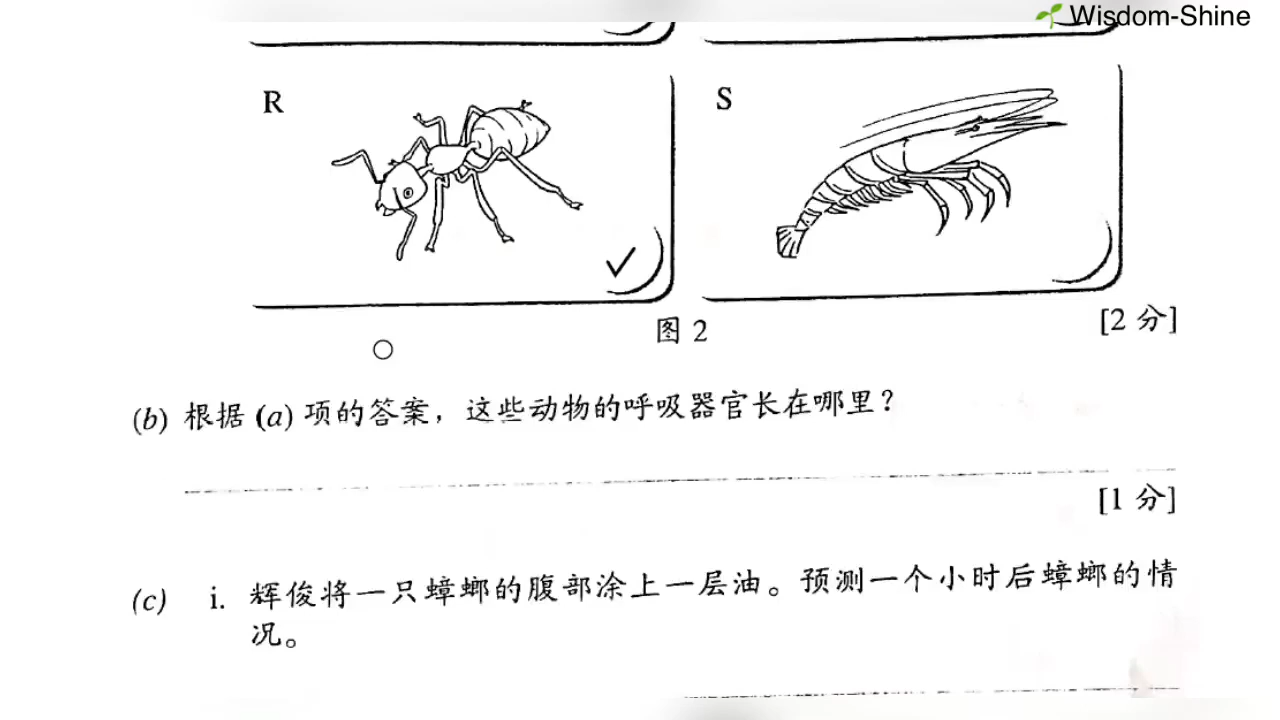 Wisdom-Shine
R
S
图 2
[2 分]
(b) 根据 (a) 项的答案，这些动物的呼吸器官长在哪里？
[1 分]
(c) i. 辉俊将一只蟑螂的腹部涂上一层油。预测一个小时后蟑螂的情
况。